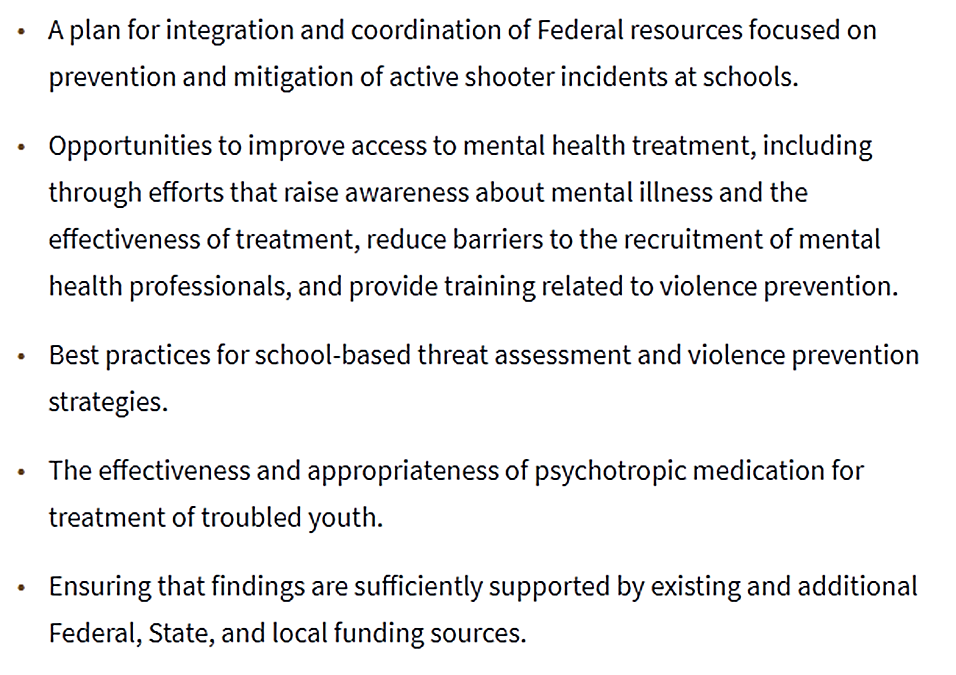 • A plan for integration and coordination of Federal resources focused on
prevention and mitigation of active shooter incidents at schools.
• Opportunities to improve access to mental health treatment, including
through efforts that raise awareness about mental illness and the
effectiveness of treatment, reduce barriers to the recruitment of mental
health professionals, and provide training related to violence prevention.
• Best practices for school-based threat assessment and violence prevention
strategies.
• The effectiveness and appropriateness of psychotropic medication for
treatment of troubled youth.
• Ensuring that findings are sufficiently supported by existing and additional
Federal, State, and local funding sources.